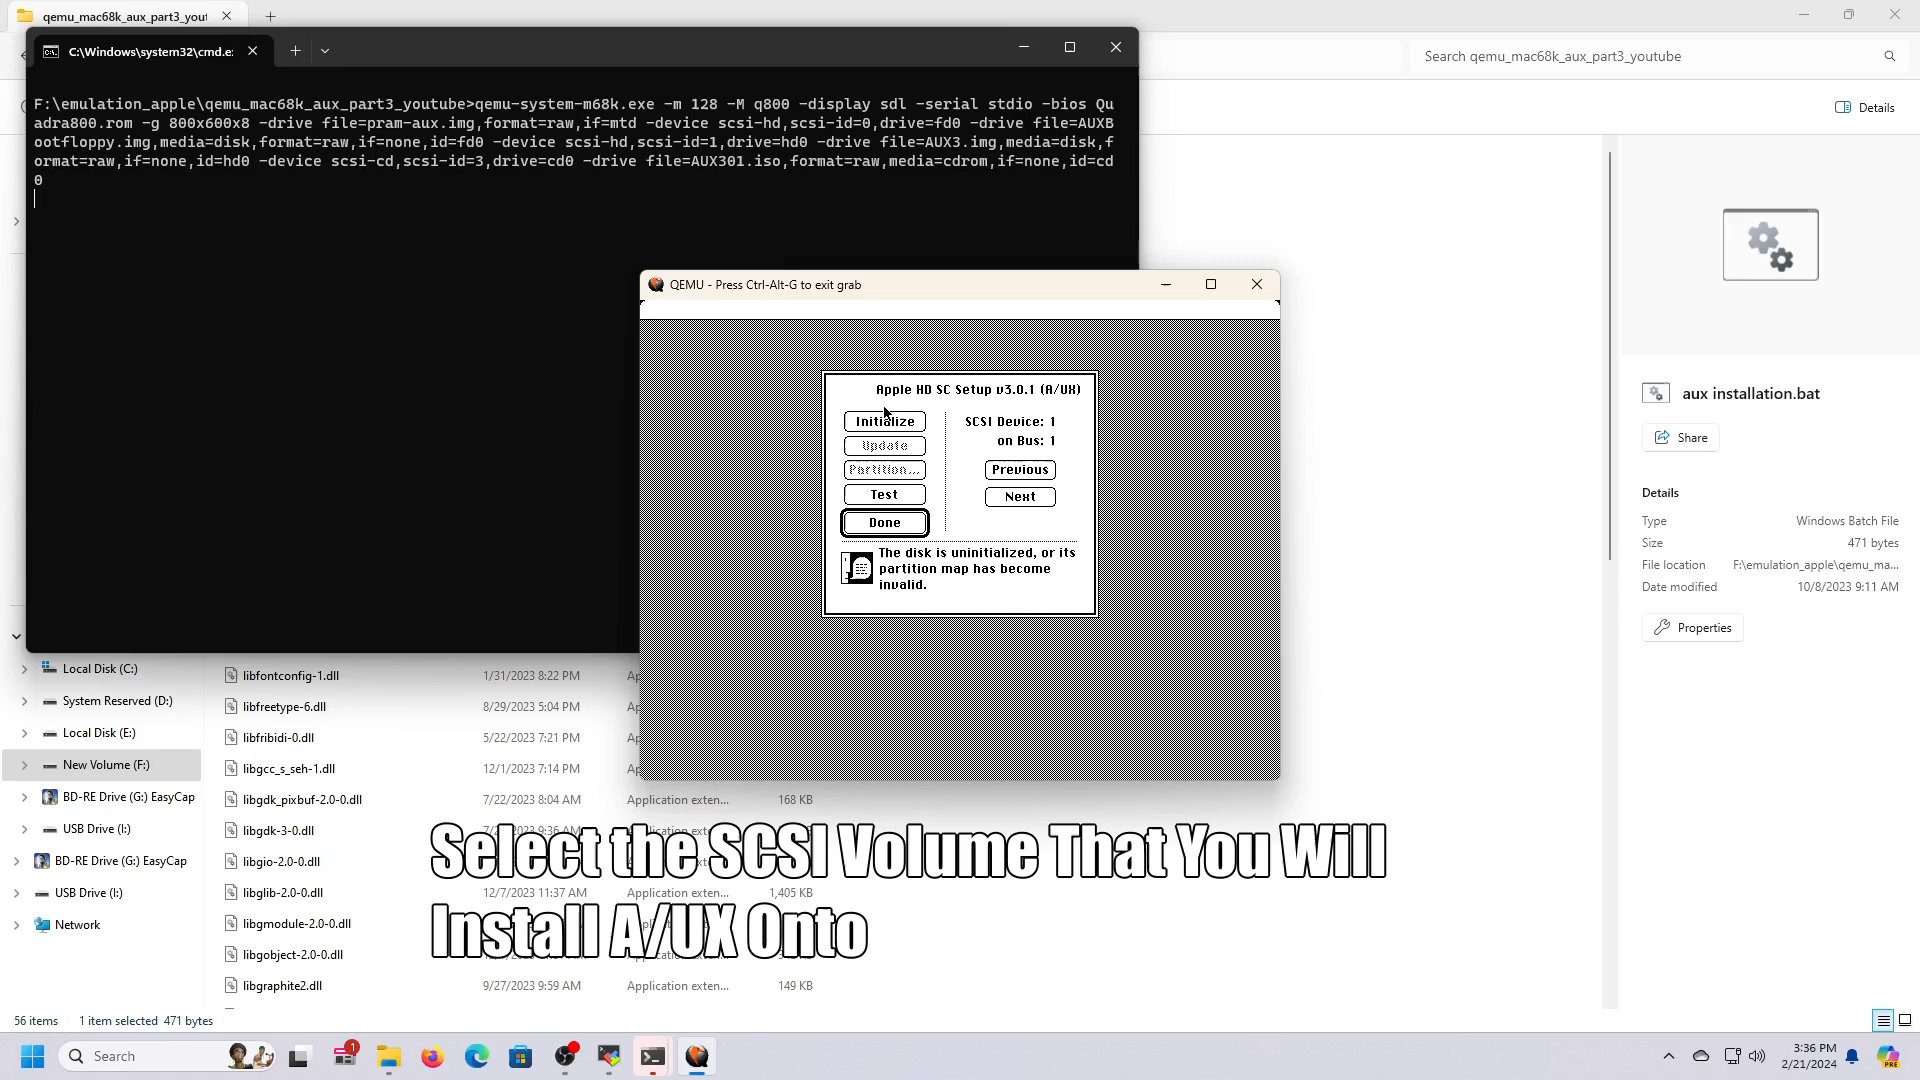 qemu_mac68k_aux_part3_yout
C:\Windows\system32\cmd.e:
Search qemu_mac68k_aux_part3_youtube
Details
F:\emulation_apple\qemu_mac68k_aux_part3_youtube>qemu-system-m68k.exe -m 128 -M q800 -display sdl -serial stdio -bios Qu
adra800.rom -g 800x600x8 -drive file=pram-aux.img,format=raw,if=mtd -device scsi-hd,scsi-id=0,drive=fd0 -drive file=AUXB
ootfloppy.img,media=disk,format=raw,if=none,id=fd0 -device scsi-hd,scsi-id=1,drive=hd0 -drive file=AUX3.img,media=disk,f
ormat=raw,if=none,id=hd0 -device scsi-cd,scsi-id=3,drive=cd0 -drive file=AUX301.iso,format=raw,media=cdrom,if=none,id=cd
0
QEMU - Press Ctrl-Alt-G to exit grab
Apple HD SC Setup v3.0.1 (A/UX)
Initialize
Update
Partition...
Test
Done
SCSI Device: 1
on Bus: 1
Previous
Next
The disk is uninitialized, or its
partition map has become
invalid.
aux installation.bat
Share
Details
Type Windows Batch File
Size 471 bytes
File location F:\emulation_apple\qemu_ma...
Date modified 10/8/2023 9:11 AM
Properties
Local Disk (C:)
System Reserved (D:)
Local Disk (E:)
New Volume (F:)
BD-RE Drive (G:) EasyCap
USB Drive (I:)
BD-RE Drive (G:) EasyCap
USB Drive (I:)
Network
libfontconfig-1.dll 1/31/2023 8:22 PM Ap
libfreetype-6.dll 8/29/2023 5:04 PM Ap
libfribidi-0.dll 5/22/2023 7:21 PM Ap
libgcc_s_seh-1.dll 12/1/2023 7:14 PM Ap
libgdk_pixbuf-2.0-0.dll 7/22/2023 8:04 AM Application exten... 168 KB
libgdk-3-0.dll
libgio-2.0-0.dll
libglib-2.0-0.dll 12/7/2023 11:37 AM Application exten... 1,405 KB
libgmodule-2.0-0.dll
libgobject-2.0-0.dll
libgraphite2.dll 9/27/2023 9:59 AM Application exten... 149 KB
Select the SCSI Volume That You Will
Install A/UX Onto
56 items 1 item selected 471 bytes
Search
1
PRE
3:36 PM
2/21/2024